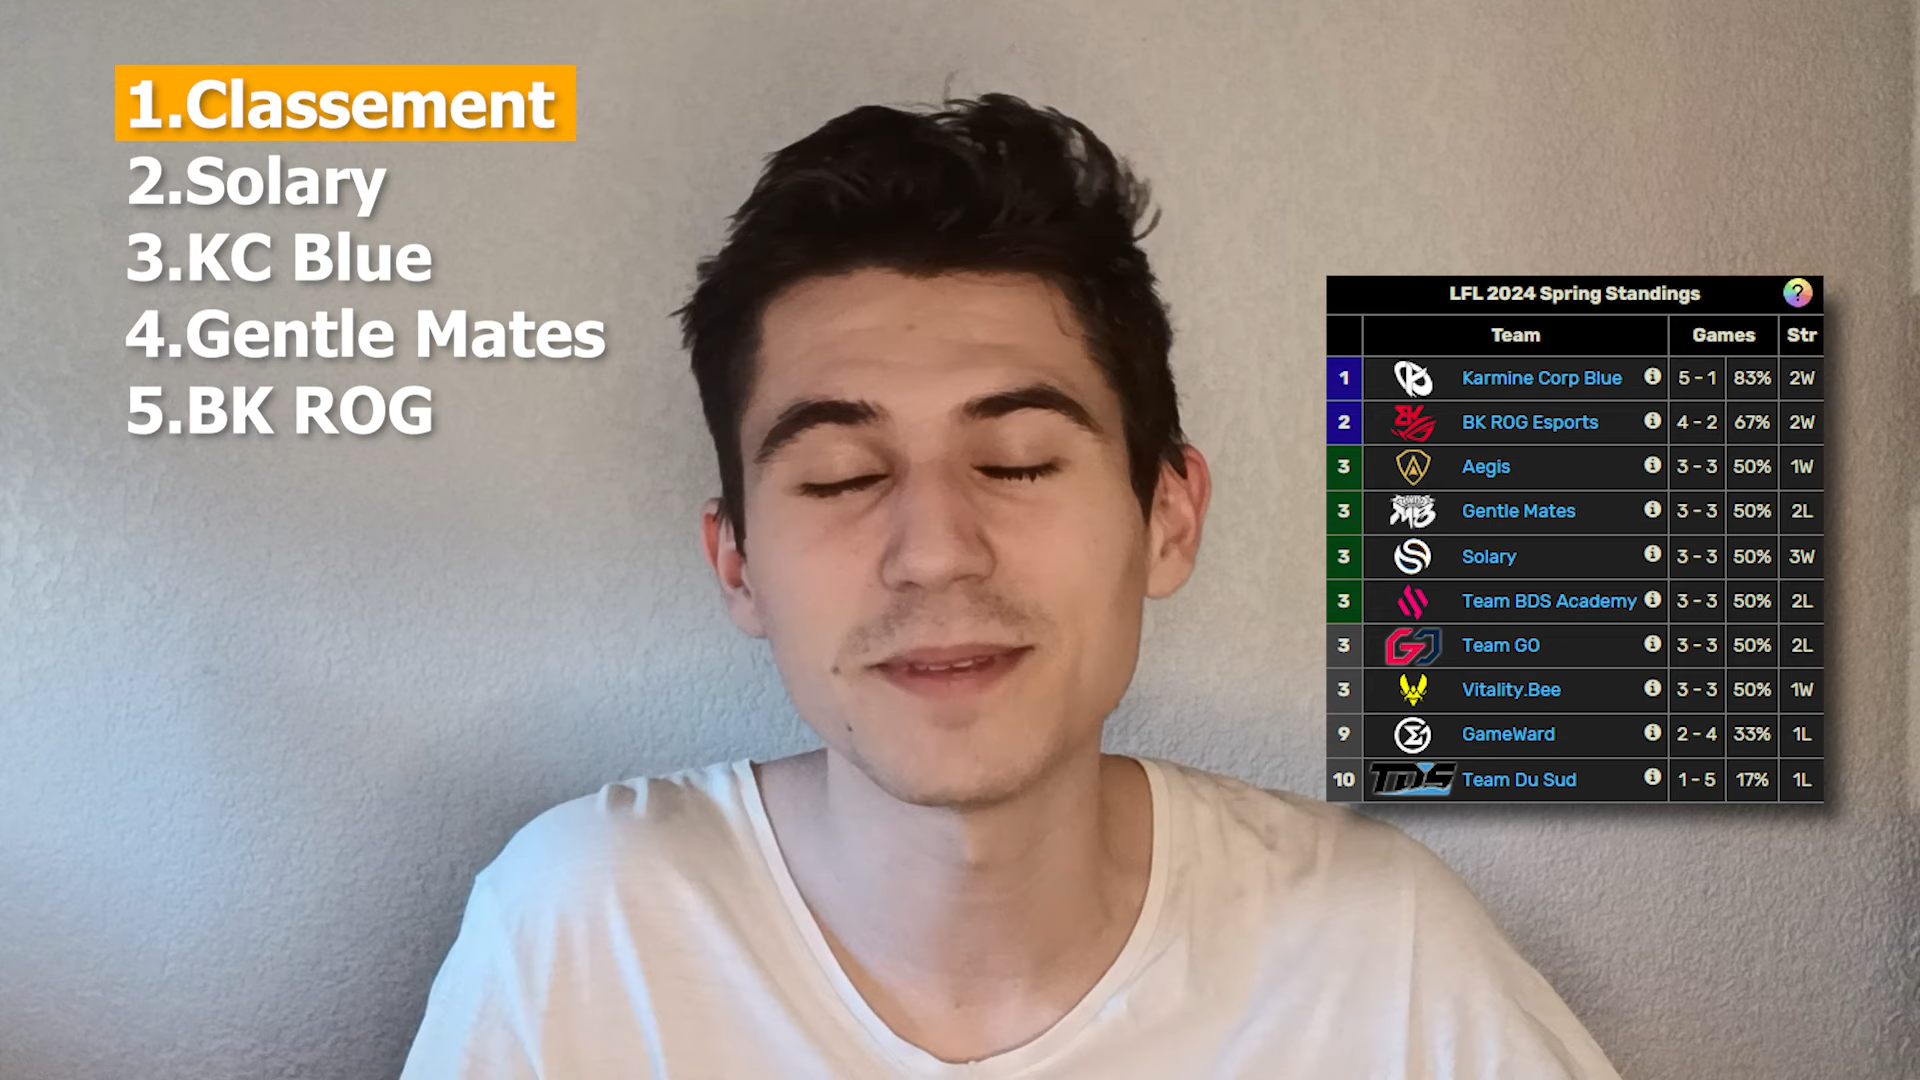 1.Classement
2.Solary
3.KC Blue
4.Gentle Mates
5.BK ROG
LFL 2024 Spring Standings ?
Team Games Str
1 Karmine Corp Blue 5 - 1 83% 2W
2 BK ROG Esports 4 - 2 67% 2W
3 Aegis 3 - 3 50% 1W
3 Gentle Mates 3 - 3 50% 2L
3 Solary 3 - 3 50% 3W
3 Team BDS Academy 3 - 3 50% 2L
3 Team GO 3 - 3 50% 2L
3 Vitality.Bee 3 - 3 50% 1W
9 GameWard 2 - 4 33% 1L
10 TDS Team Du Sud 1 - 5 17% 1L